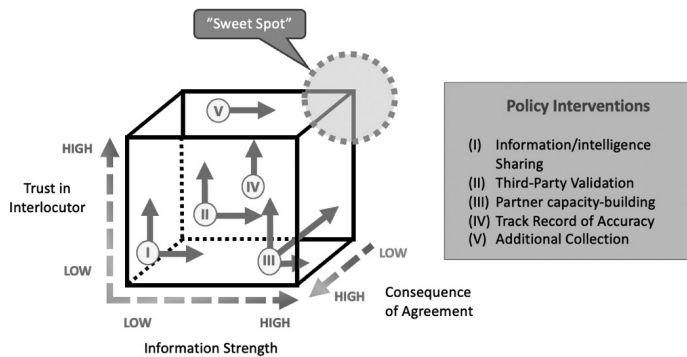 "Sweet Spot"
V
HIGH
Trust in
Interlocutor
LOW
IV
II
I
III
LOW
HIGH
Consequence
of Agreement
LOW
HIGH
Information Strength
Policy Interventions
(I) Information/intelligence
Sharing
(II) Third-Party Validation
(III) Partner capacity-building
(IV) Track Record of Accuracy
(V) Additional Collection